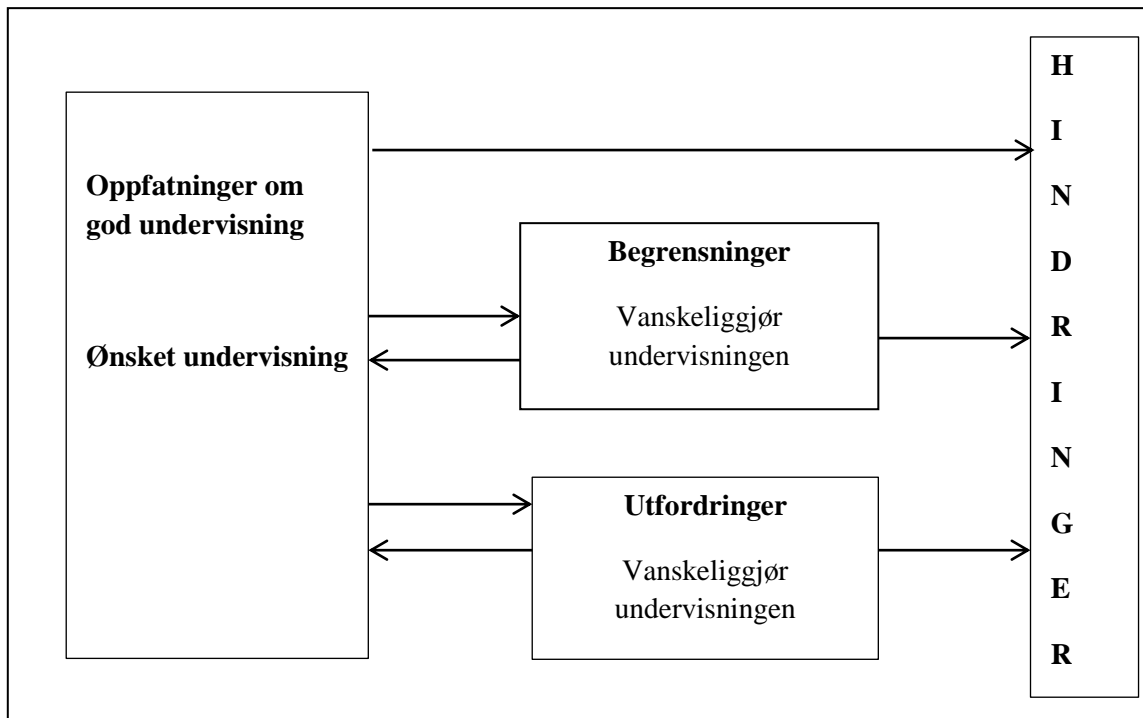 Oppfatninger om
god undervisning
Ønsket undervisning
Begrensninger
Vanskeliggjør
undervisningen
Utfordringer
Vanskeliggjør
undervisningen
H
I
N
D
R
I
N
G
E
R